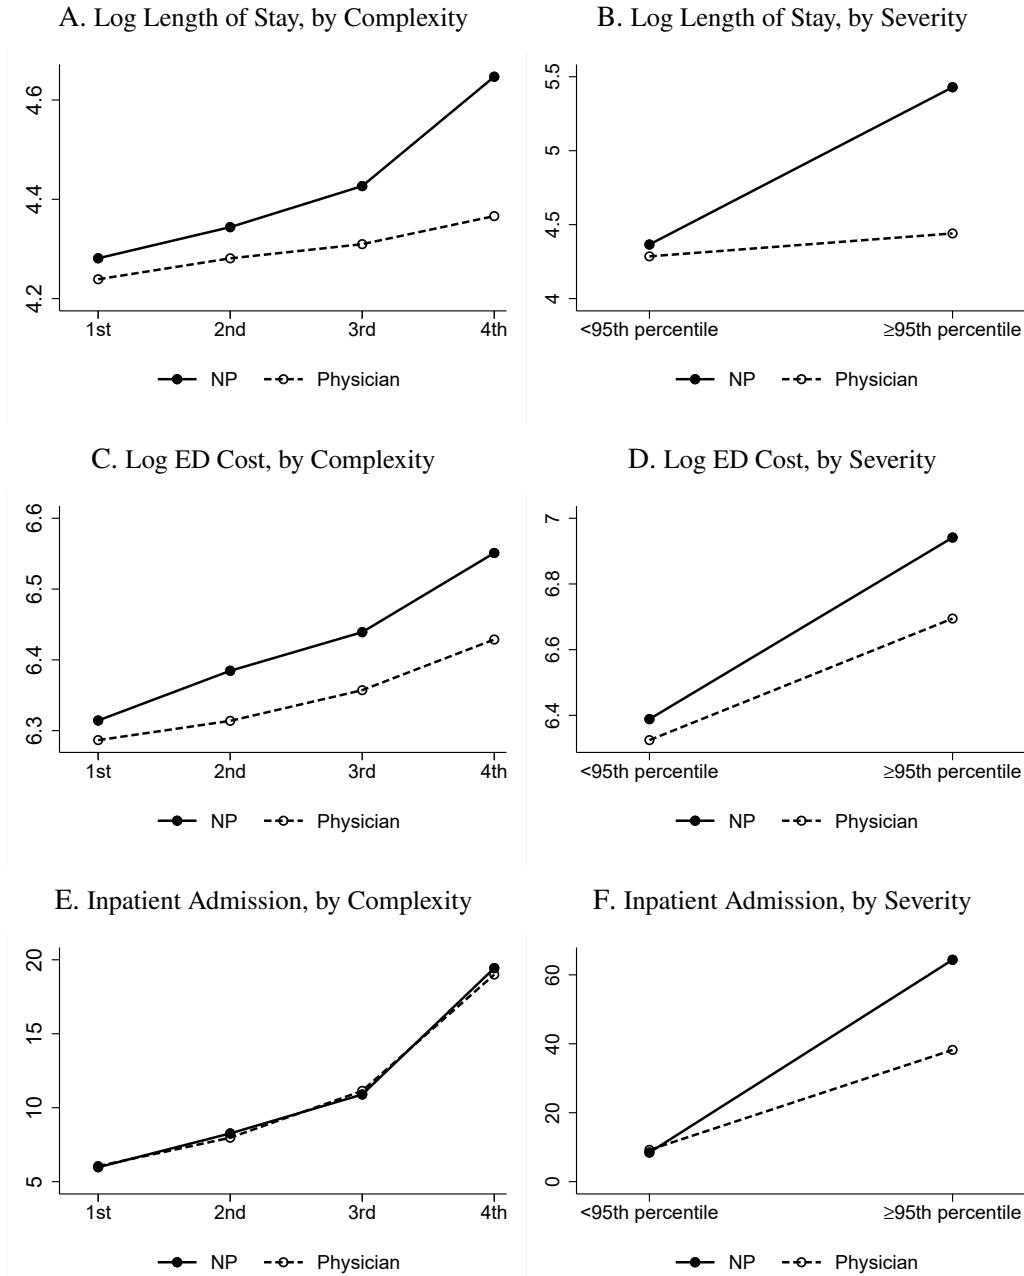 A. Log Length of Stay, by Complexity
4.6
4.4
4.2
1st 2nd 3rd 4th
NP Physician
B. Log Length of Stay, by Severity
5.5
5
4.5
4
<95th percentile ≥95th percentile
NP Physician
C. Log ED Cost, by Complexity
6.6
6.5
6.4
6.3
1st 2nd 3rd 4th
NP Physician
D. Log ED Cost, by Severity
7
6.8
6.6
6.4
<95th percentile ≥95th percentile
NP Physician
E. Inpatient Admission, by Complexity
20
15
10
5
1st 2nd 3rd 4th
NP Physician
F. Inpatient Admission, by Severity
60
40
20
0
<95th percentile ≥95th percentile
NP Physician